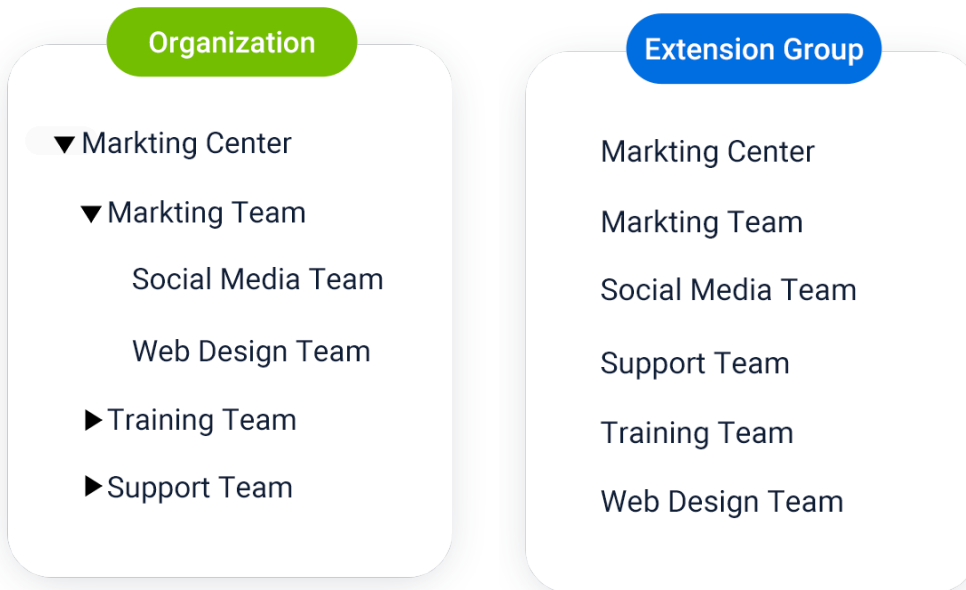 Organization
Markting Center
Markting Team
Social Media Team
Web Design Team
Training Team
Support Team
Extension Group
Markting Center
Markting Team
Social Media Team
Support Team
Training Team
Web Design Team